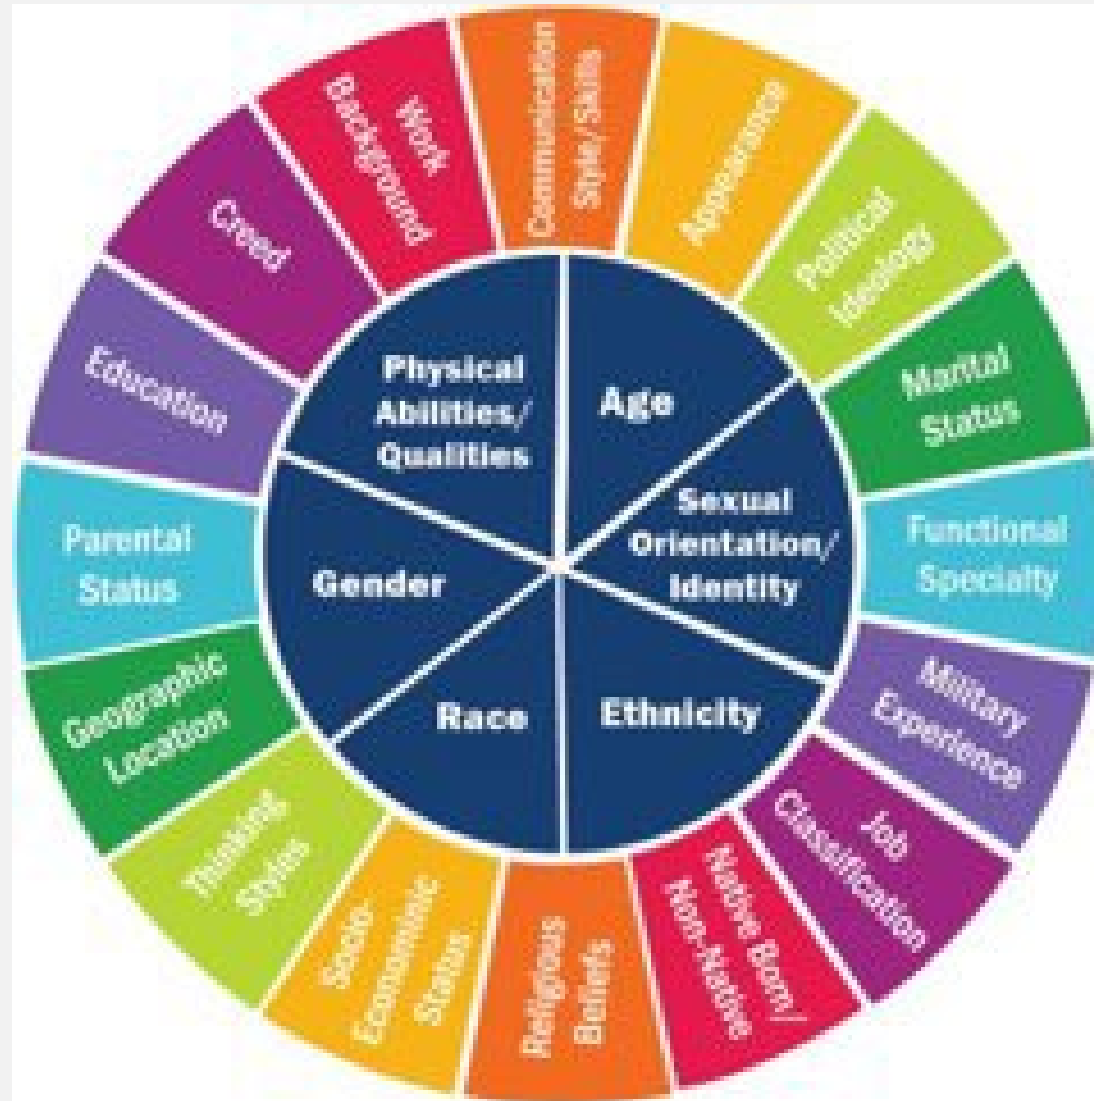 Communication
Style/Skills
Appearance
Political
Ideology
Marital
Status
Functional
Specialty
Military
Experience
Job
Classification
Native Born/
Non-Native
Religious
Beliefs
Socio-
Economic
Status
Thinking
Styles
Geographic
Location
Parental
Status
Education
Creed
Work
Background
Physical
Abilities/
Qualities
Age
Sexual
Orientation/
Identity
Ethnicity
Race
Gender